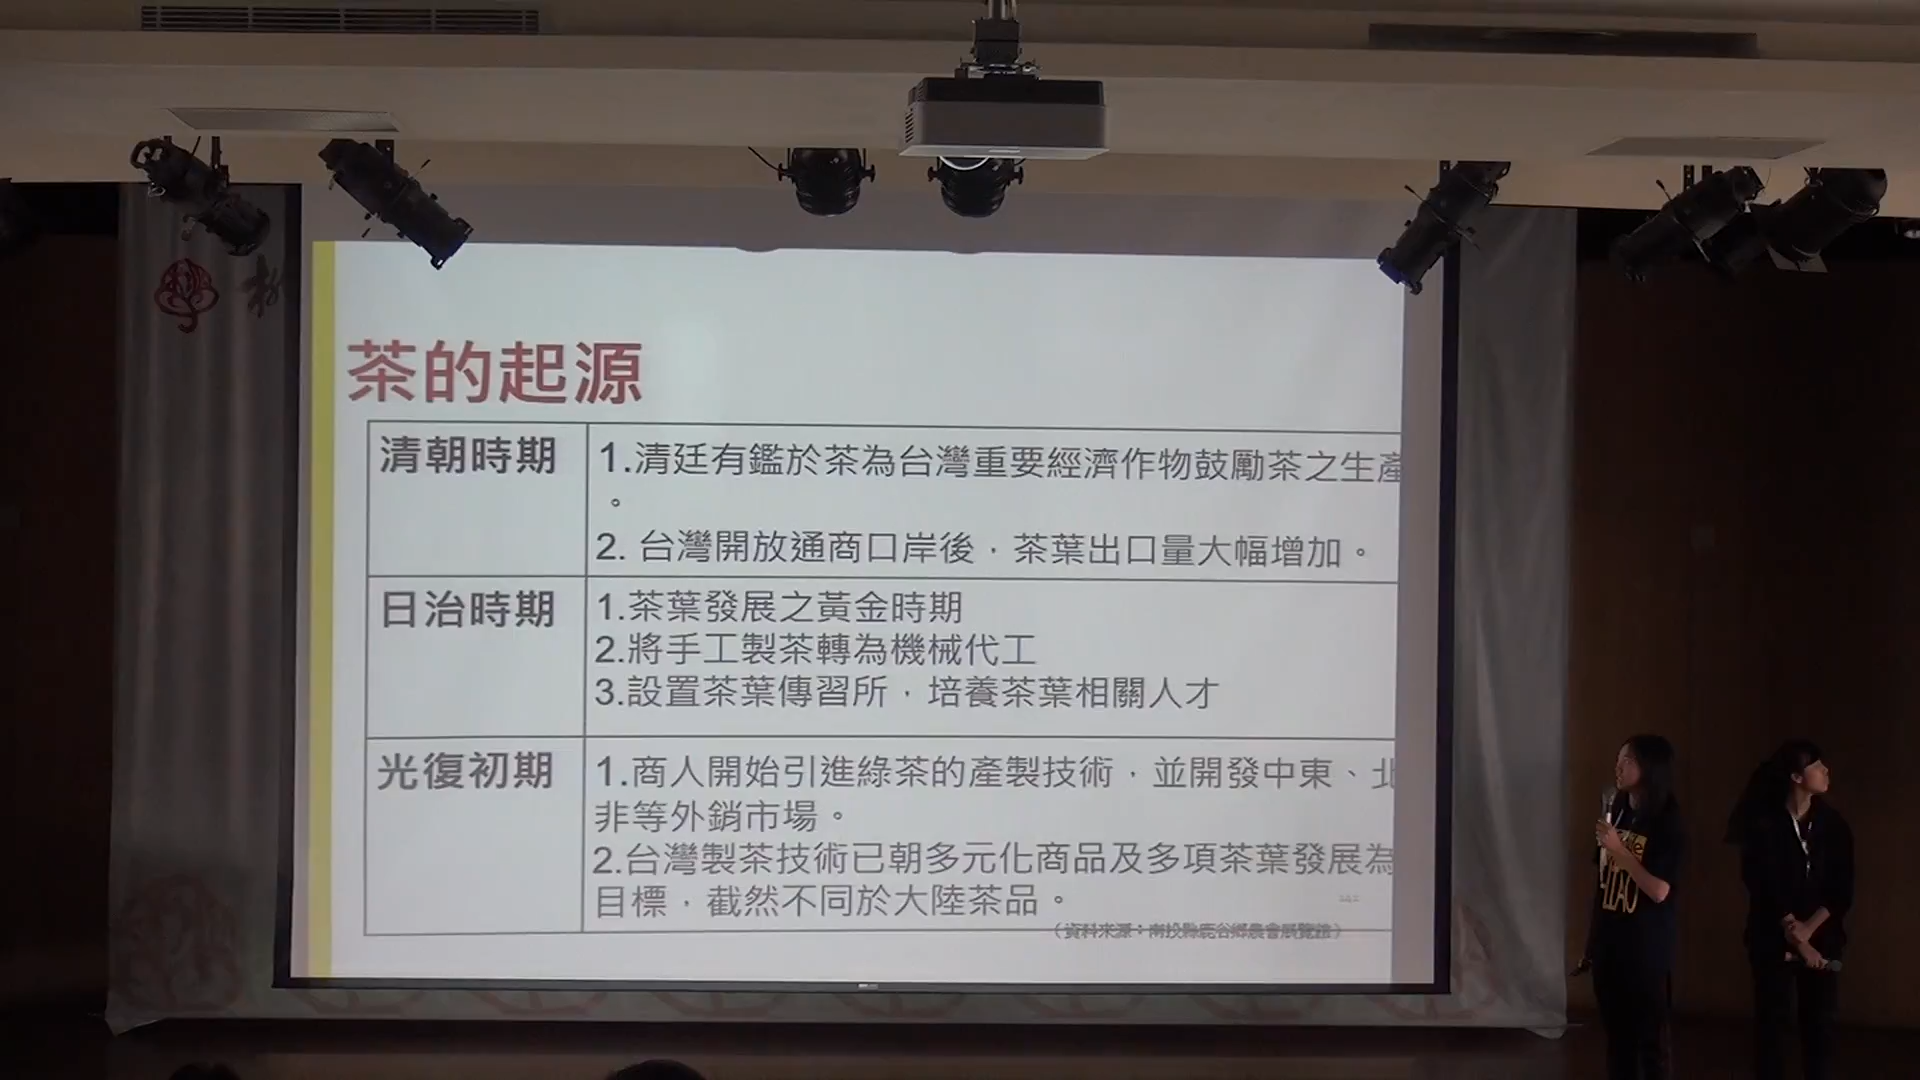 茶的起源
清朝時期
1.清廷有鑑於茶為台灣重要經濟作物鼓勵茶之生產
。
2. 台灣開放通商口岸後，茶葉出口量大幅增加。
日治時期
1.茶葉發展之黃金時期
2.將手工製茶轉為機械代工
3.設置茶葉傳習所，培養茶葉相關人才
光復初期
1.商人開始引進綠茶的產製技術，並開發中東、北
非等外銷市場。
2.台灣製茶技術已朝多元化商品及多項茶葉發展為
目標，截然不同於大陸茶品。
（資料來源：南投縣鹿谷鄉農會展覽館）